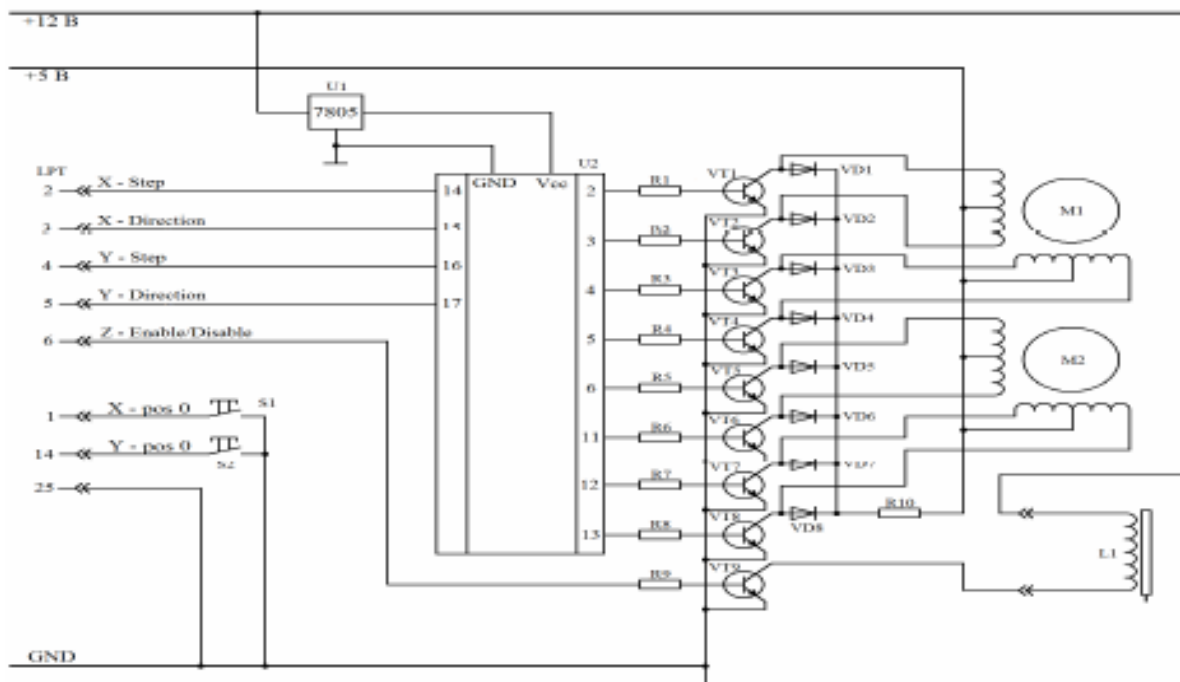 +12 В
+5 В
U1
7805
LPT
U2
GND Vcc
2 X - Step 14
3 X - Direction 15
4 Y - Step 16
5 Y - Direction 17
6 Z - Enable/Disable
1 X - pos 0 S1
14 Y - pos 0 S2
25
GND
2 R1 VT1 VD1
3 R2 VT2 VD2
4 R3 VT3 VD3
5 R4 VT4 VD4
6 R5 VT5 VD5
11 R6 VT6 VD6
12 R7 VT7 VD7
13 R8 VT8 VD8
R9 VT9
R10
M1
M2
L1